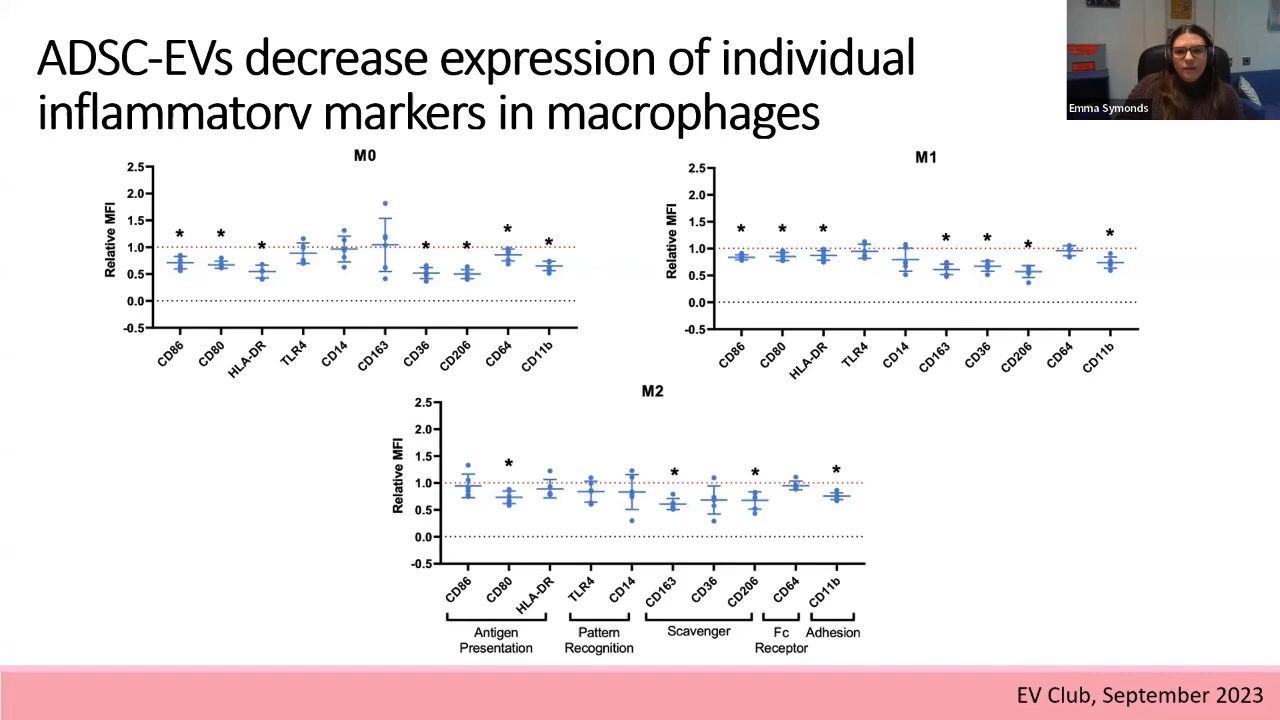 ADSC-EVs decrease expression of individual
inflammatory markers in macrophages
Emma Symonds
M0
Relative MFI
2.5
2.0
1.5
1.0
0.5
0.0
-0.5
* * * * * * *
CD86 CD80 HLA-DR TLR4 CD14 CD163 CD36 CD206 CD64 CD11b
M1
Relative MFI
2.5
2.0
1.5
1.0
0.5
0.0
-0.5
* * * * * * *
CD86 CD80 HLA-DR TLR4 CD14 CD163 CD36 CD206 CD64 CD11b
M2
Relative MFI
2.5
2.0
1.5
1.0
0.5
0.0
-0.5
* * * *
CD86 CD80 HLA-DR TLR4 CD14 CD163 CD36 CD206 CD64 CD11b
Antigen
Presentation
Pattern
Recognition
Scavenger
Fc
Receptor
Adhesion
EV Club, September 2023